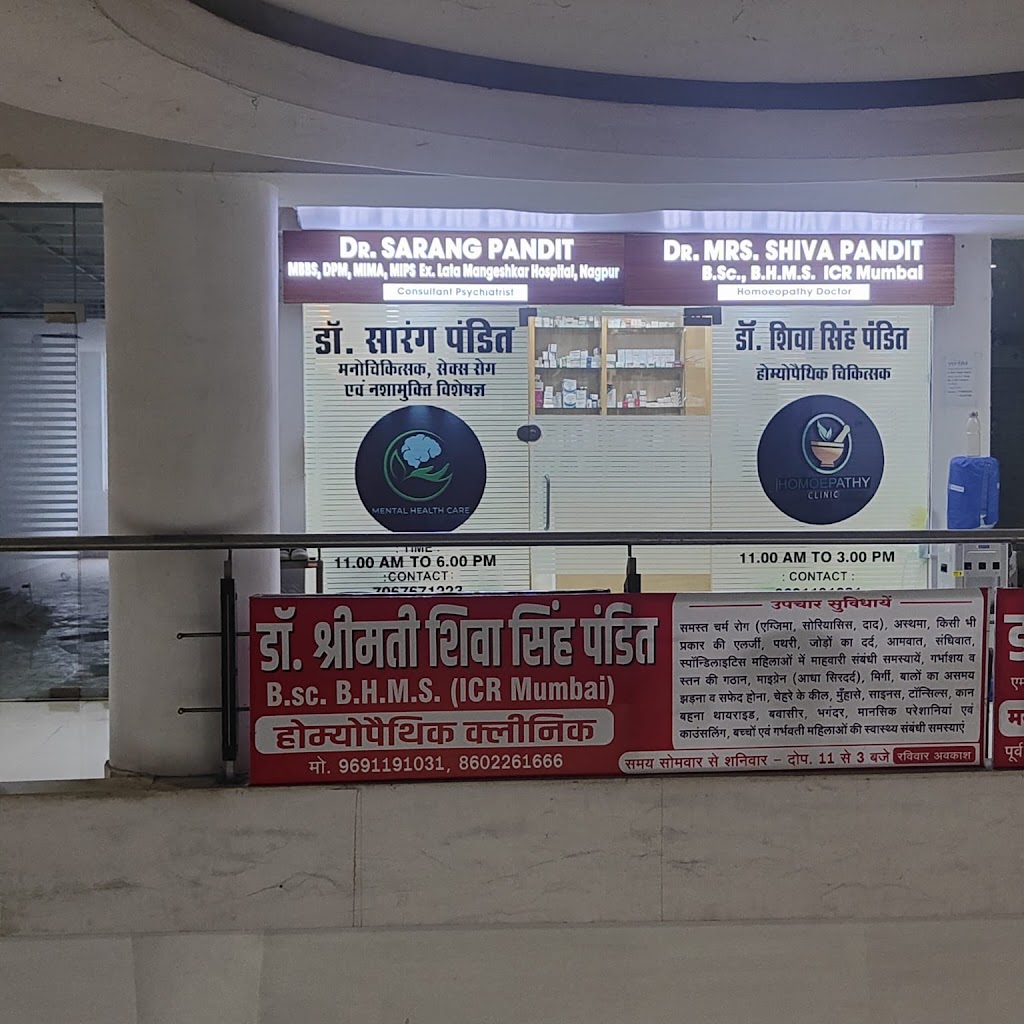 DR. SARANG PANDIT
MBBS, DPM, MIMA, MIPS Ex. Lata Mangeshkar Hospital, Nagpur
Consultant Psychiatrist
DR. MRS. SHIVA PANDIT
B.Sc., B.H.M.S. ICR Mumbai
Homoeopathy Doctor
डॉ. सारंग पंडित
मनोचिकित्सक, सेक्स रोग
एवं नशामुक्ति विशेषज्ञ
MENTAL HEALTH CARE
: TIME :
11.00 AM TO 6.00 PM
:CONTACT:
डॉ. शिवा सिंह पंडित
होम्योपैथिक चिकित्सक
HOMOEPATHY
CLINIC
11.00 AM TO 3.00 PM
:CONTACT:
डॉ. श्रीमती शिवा सिंह पंडित
B.sc. B.H.M.S. (ICR Mumbai)
होम्योपैथिक क्लीनिक
मो. 9691191031, 8602261666
उपचार सुविधायें
समस्त चर्म रोग (एग्जिमा, सोरियासिस, दाद), अस्थमा, किसी भी
प्रकार की एलर्जी, पथरी, जोड़ों का दर्द, आमवात, संधिवात,
स्पॉन्डिलाइटिस महिलाओं में माहवारी संबंधी समस्यायें, गर्भाशय व
स्तन की गठान, माइग्रेन (आधा सिरदर्द), मिर्गी, बालों का असमय
झड़ना व सफेद होना, चेहरे के कील, मुँहासे, साइनस, टॉन्सिल्स, कान
बहना थायराइड, बवासीर, भगंदर, मानसिक परेशानियां एवं
काउंसलिंग, बच्चों एवं गर्भवती महिलाओं की स्वास्थ्य संबंधी समस्याएं
समय सोमवार से शनिवार - दोप. 11 से 3 बजे रविवार अवकाश